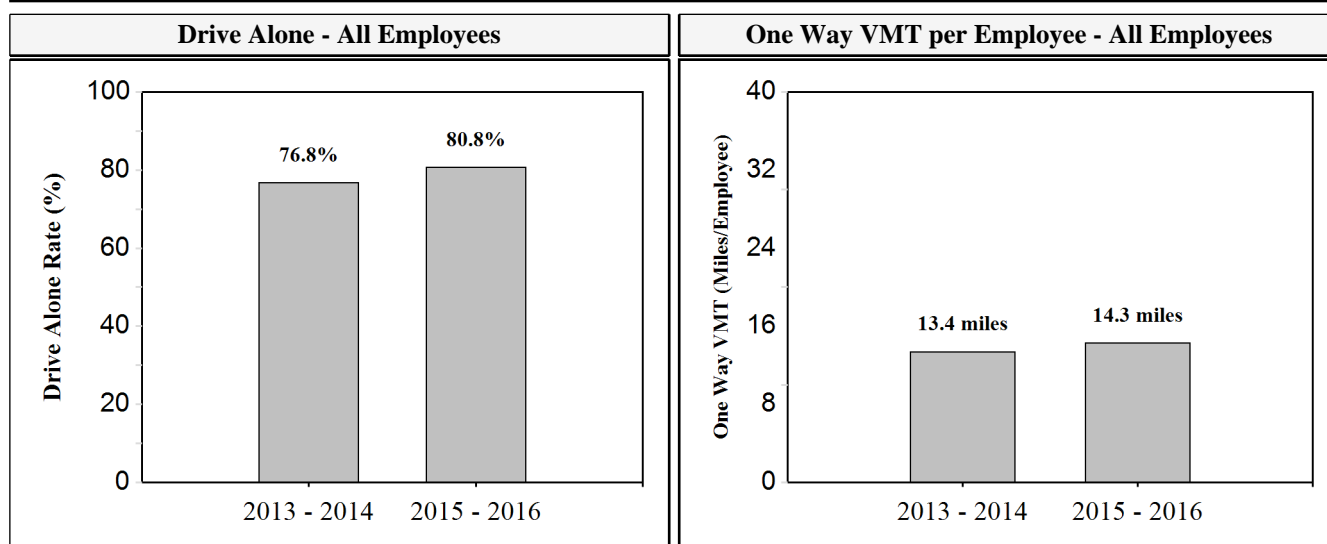 Drive Alone - All Employees
Drive Alone Rate (%)
100
80
60
40
20
0
76.8%
80.8%
2013 - 2014
2015 - 2016
One Way VMT per Employee - All Employees
One Way VMT (Miles/Employee)
40
32
24
16
8
0
13.4 miles
14.3 miles
2013 - 2014
2015 - 2016